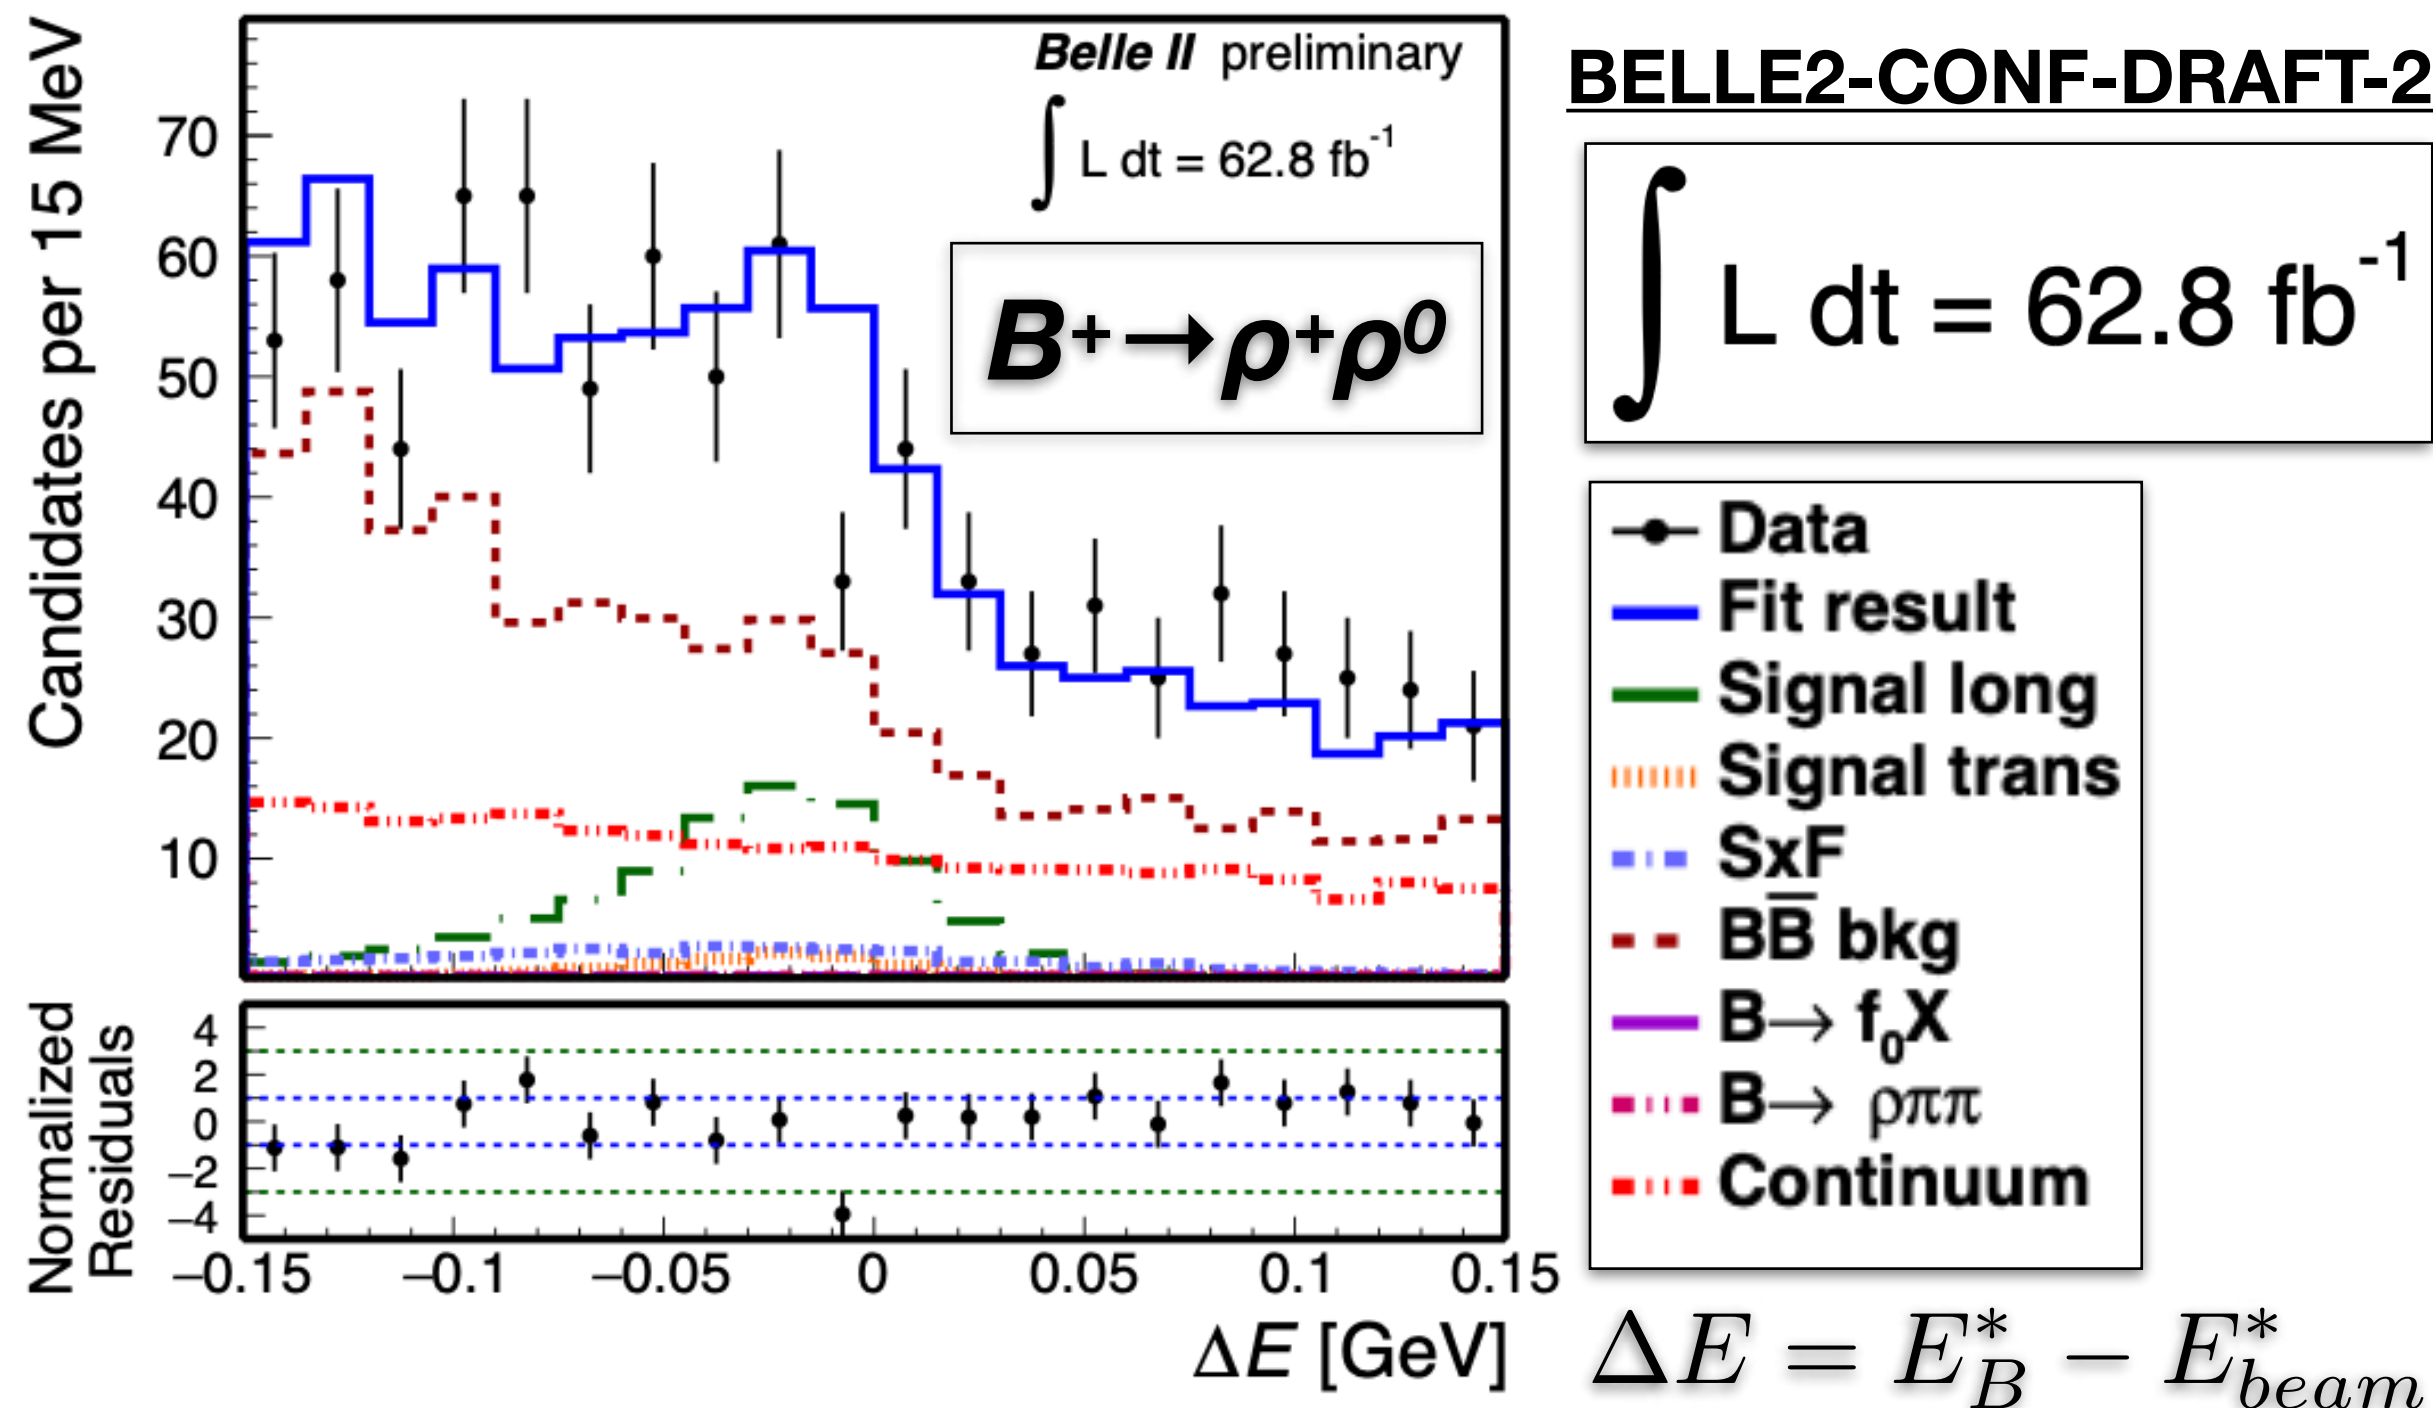 Candidates per 15 MeV
70
60
50
40
30
20
10
Belle II preliminary
∫ L dt = 62.8 fb⁻¹
B⁺→ρ⁺ρ⁰
Normalized
Residuals
4
2
0
−2
−4
−0.15 −0.1 −0.05 0 0.05 0.1 0.15
ΔE [GeV]
BELLE2-CONF-DRAFT-2
∫ L dt = 62.8 fb⁻¹
Data
Fit result
Signal long
Signal trans
SxF
BB̅ bkg
B→ f₀X
B→ ρππ
Continuum
ΔE = E*_B − E*_beam